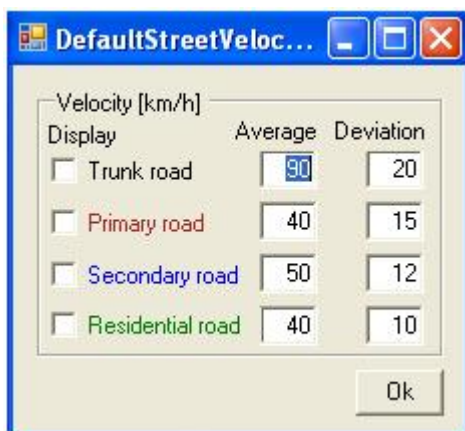 DefaultStreetVeloc...
Velocity [km/h]
Display Average Deviation
Trunk road 90 20
Primary road 40 15
Secondary road 50 12
Residential road 40 10
Ok